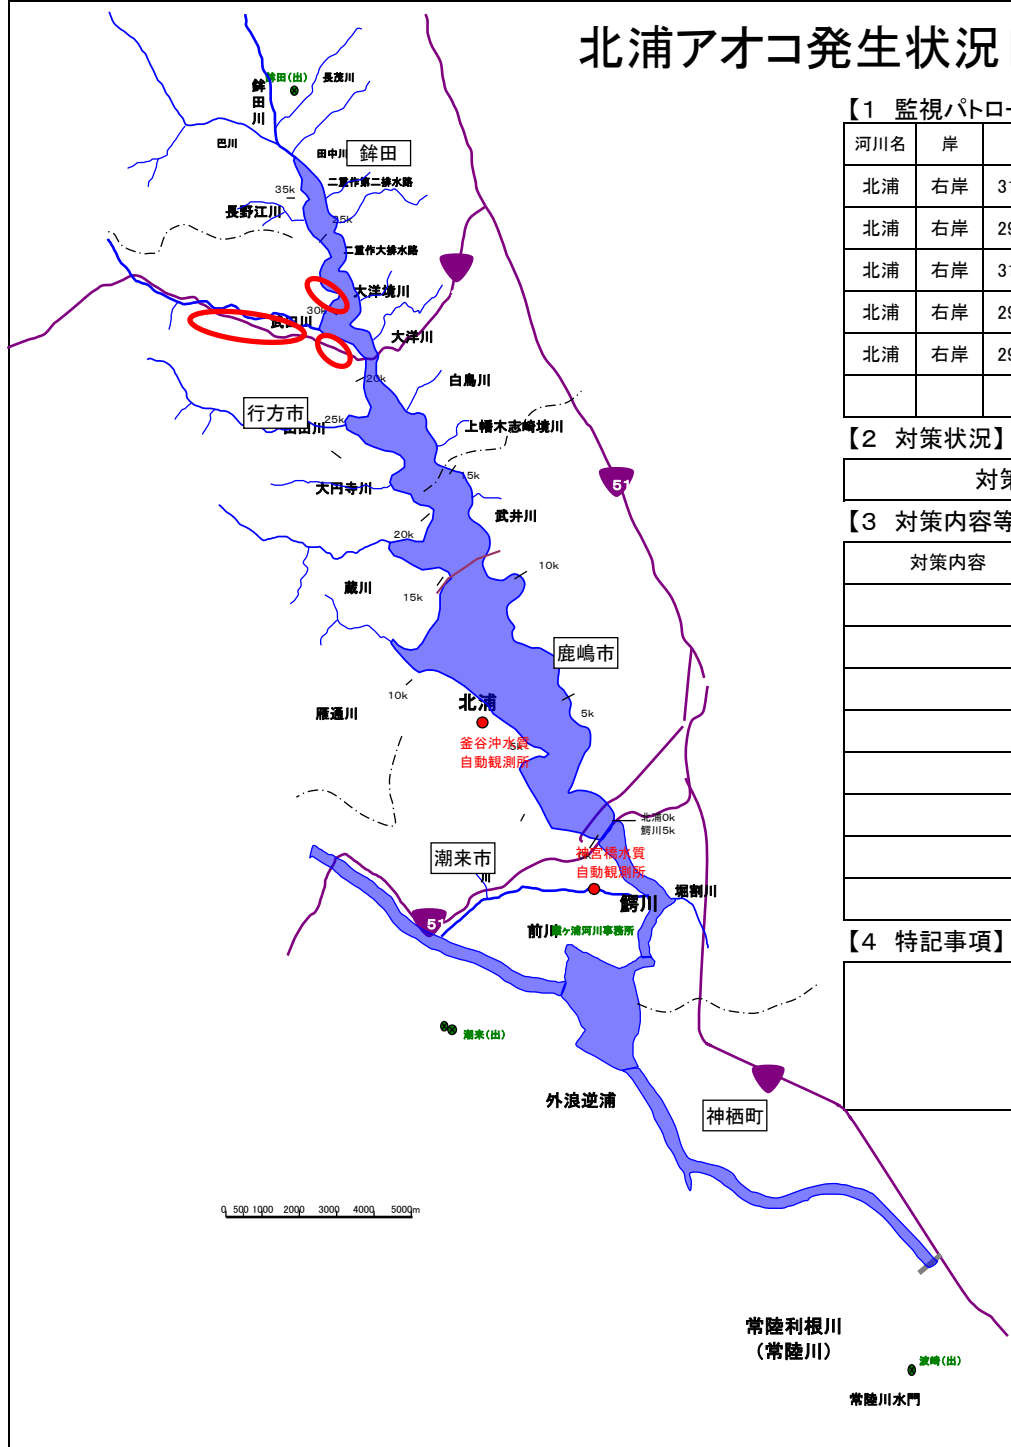 北浦アオコ発生状況
鉾田(出)
長茂川
鉾田川
巴川
田中川
鉾田
二重作第二排水路
35k
長野江川
25k
二重作大排水路
大洋境川
30k
武田川
大洋川
20k
白鳥川
行方市
25k
上幡木志崎境川
大円寺川
15k
51
武井川
20k
10k
蔵川
15k
鹿嶋市
10k
北浦
雁通川
5k
釜谷沖水質
自動観測所
5k
北浦0k
鰐川5k
神宮橋水質
自動観測所
潮来市
川
鰐川
堀割川
51
前川
霞ヶ浦河川事務所
潮来(出)
外浪逆浦
神栖町
0 500 1000 2000 3000 4000 5000m
常陸利根川
(常陸川)
波崎(出)
常陸川水門
【1 監視パトロー
河川名 岸
北浦 右岸 31
北浦 右岸 29
北浦 右岸 31
北浦 右岸 29
北浦 右岸 29
【2 対策状況】
対策
【3 対策内容等
対策内容
【4 特記事項】